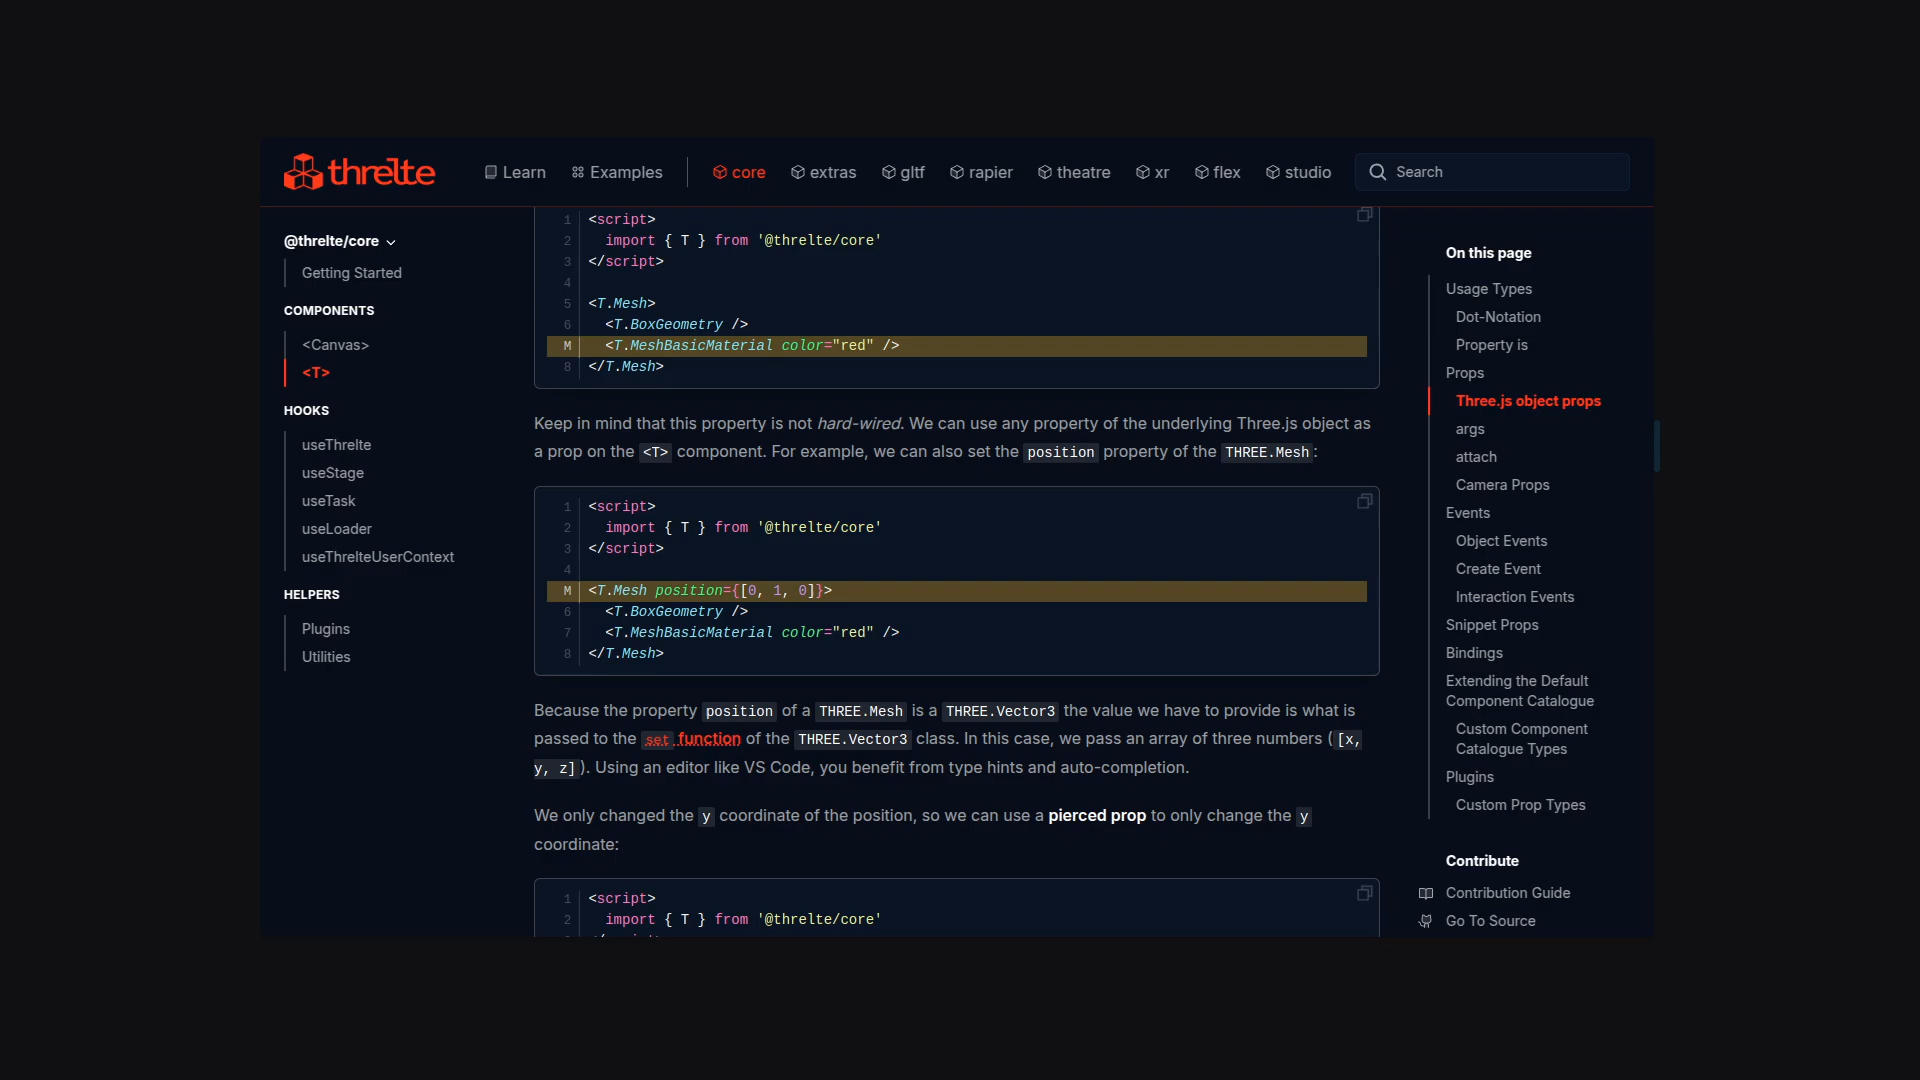 threlte
Learn
Examples
core
extras
gltf
rapier
theatre
xr
flex
studio
Search
@threlte/core
Getting Started
COMPONENTS
<Canvas>
<T>
HOOKS
useThrelte
useStage
useTask
useLoader
useThrelteUserContext
HELPERS
Plugins
Utilities
1 <script>
2 import { T } from '@threlte/core'
3 </script>
4
5 <T.Mesh>
6 <T.BoxGeometry />
M <T.MeshBasicMaterial color="red" />
8 </T.Mesh>
Keep in mind that this property is not hard-wired. We can use any property of the underlying Three.js object as
a prop on the <T> component. For example, we can also set the position property of the THREE.Mesh:
1 <script>
2 import { T } from '@threlte/core'
3 </script>
4
M <T.Mesh position={[0, 1, 0]}>
6 <T.BoxGeometry />
7 <T.MeshBasicMaterial color="red" />
8 </T.Mesh>
Because the property position of a THREE.Mesh is a THREE.Vector3 the value we have to provide is what is
passed to the set function of the THREE.Vector3 class. In this case, we pass an array of three numbers ([x,
y, z]). Using an editor like VS Code, you benefit from type hints and auto-completion.
We only changed the y coordinate of the position, so we can use a pierced prop to only change the y
coordinate:
1 <script>
2 import { T } from '@threlte/core'
On this page
Usage Types
Dot-Notation
Property is
Props
Three.js object props
args
attach
Camera Props
Events
Object Events
Create Event
Interaction Events
Snippet Props
Bindings
Extending the Default
Component Catalogue
Custom Component
Catalogue Types
Plugins
Custom Prop Types
Contribute
Contribution Guide
Go To Source